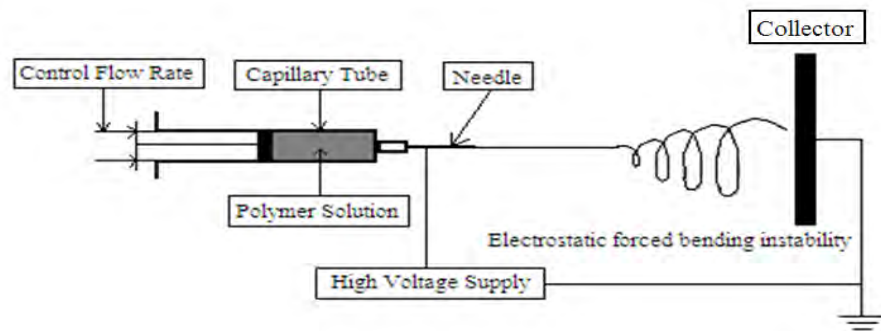 Collector
Control Flow Rate
Capillary Tube
Needle
Polymer Solution
Electrostatic forced bending instability
High Voltage Supply